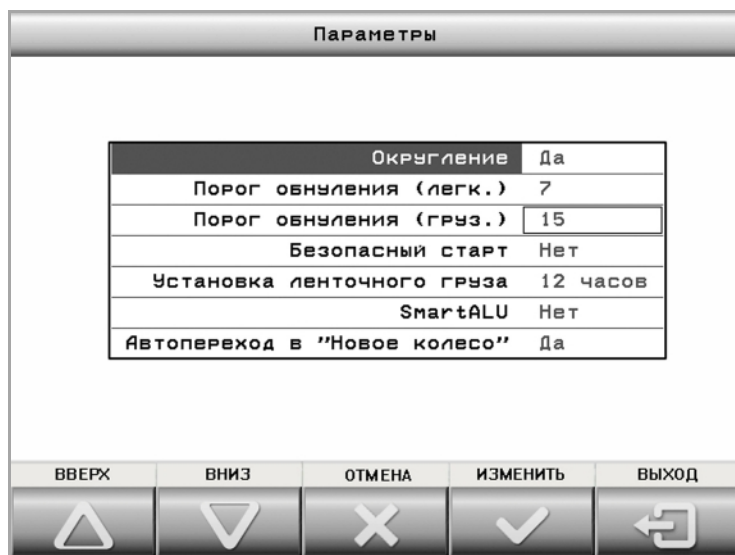 Параметры
Округление Да
Порог обнуления (легк.) 7
Порог обнуления (груз.) 15
Безопасный старт Нет
Установка ленточного груза 12 часов
SmartALU Нет
Автопереход в "Новое колесо" Да
ВВЕРХ ВНИЗ ОТМЕНА ИЗМЕНИТЬ ВЫХОД